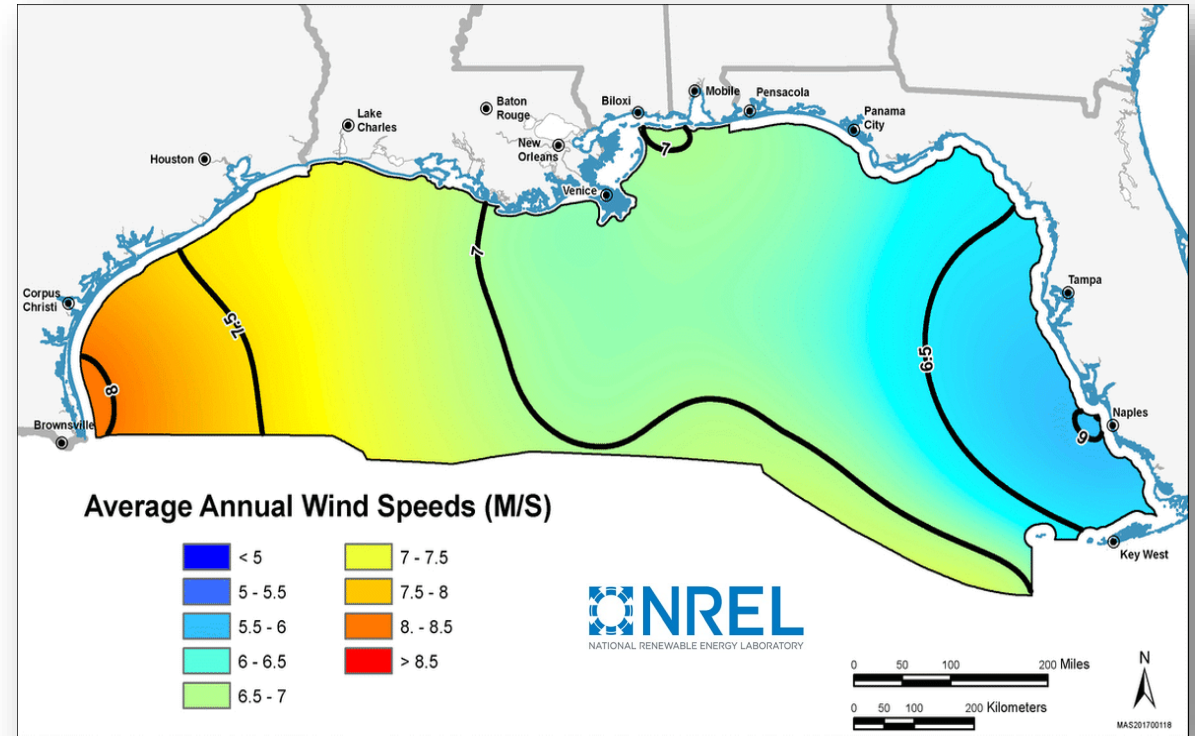 Mobile
Pensacola
Biloxi
Baton
Rouge
Panama
City
Lake
Charles
New
Orleans
Houston
7
Venice
7
Tampa
Corpus
Christi
7.5
6.5
8
Naples
6
Brownsville
Average Annual Wind Speeds (M/S)
< 5
7 - 7.5
Key West
5 - 5.5
7.5 - 8
5.5 - 6
8. - 8.5
NREL
NATIONAL RENEWABLE ENERGY LABORATORY
6 - 6.5
> 8.5
6.5 - 7
0 50 100 200 Miles
0 50 100 200 Kilometers
N
MAS201700118